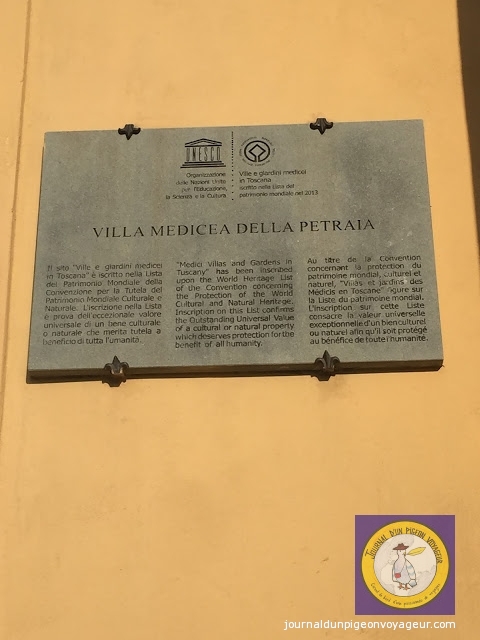 UNESCO
Organizzazione
delle Nazioni Unite
per l'Educazione,
la Scienza e la Cultura
Ville e giardini medicei
in Toscana
iscritto nella Lista del
patrimonio mondiale nel 2013
VILLA MEDICEA DELLA PETRAIA
Il sito "Ville e giardini medicei
in Toscana" è iscritto nella Lista
del Patrimonio Mondiale della
Convenzione per la Tutela del
Patrimonio Mondiale Culturale e
Naturale. L'iscrizione nella Lista
è prova dell'eccezionale valore
universale di un bene culturale
o naturale che merita tutela a
beneficio di tutta l'umanità.
"Medici Villas and Gardens in
Tuscany" has been inscribed
upon the World Heritage List
of the Convention concerning
the Protection of the World
Cultural and Natural Heritage.
Inscription on this List confirms
the Outstanding Universal Value
of a cultural or natural property
which deserves protection for the
benefit of all humanity.
Au titre de la Convention
concernant la protection du
patrimoine mondial, culturel et
naturel, "Villas et jardins des
Médicis en Toscane" figure sur
la Liste du patrimoine mondial.
L'inscription sur cette Liste
consacre la valeur universelle
exceptionnelle d'un bien culturel
ou naturel afin qu'il soit protégé
au bénéfice de toute l'humanité.
JOURNAL D'UN PIGEON VOYAGEUR
journaldunpigeonvoyageur.com